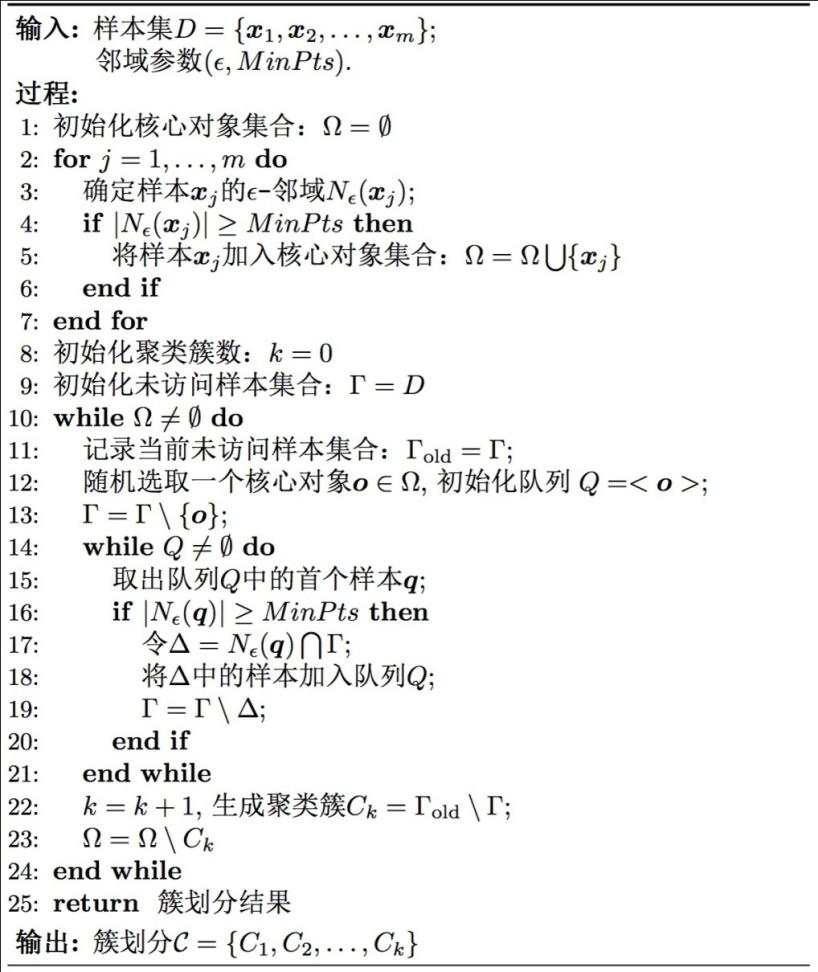 输入: 样本集D = {x₁, x₂, . . . , xₘ};
邻域参数(ϵ, MinPts).
过程:
1: 初始化核心对象集合: Ω = ∅
2: for j = 1, . . . , m do
3: 确定样本xⱼ的ϵ-邻域Nϵ(xⱼ);
4: if |Nϵ(xⱼ)| ≥ MinPts then
5: 将样本xⱼ加入核心对象集合: Ω = Ω ⋃{xⱼ}
6: end if
7: end for
8: 初始化聚类簇数: k = 0
9: 初始化未访问样本集合: Γ = D
10: while Ω ≠ ∅ do
11: 记录当前未访问样本集合: Γold = Γ;
12: 随机选取一个核心对象o ∈ Ω, 初始化队列 Q =< o >;
13: Γ = Γ \ {o};
14: while Q ≠ ∅ do
15: 取出队列Q中的首个样本q;
16: if |Nϵ(q)| ≥ MinPts then
17: 令Δ = Nϵ(q) ⋂ Γ;
18: 将Δ中的样本加入队列Q;
19: Γ = Γ \ Δ;
20: end if
21: end while
22: k = k + 1, 生成聚类簇Cₖ = Γold \ Γ;
23: Ω = Ω \ Cₖ
24: end while
25: return 簇划分结果
输出: 簇划分C = {C₁, C₂, . . . , Cₖ}